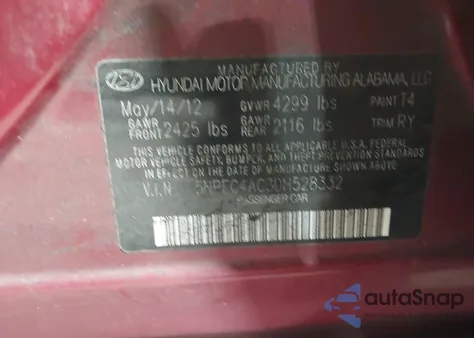 MANUFACTURED BY
HYUNDAI MOTOR MANUFACTURING ALABAMA, LLC
May/14/12 GVWR 4299 lbs PAINT T4
GAWR FRONT 2425 lbs GAWR REAR 2116 lbs TRIM RY
THIS VEHICLE CONFORMS TO ALL APPLICABLE U.S.A. FEDERAL
MOTOR VEHICLE SAFETY, BUMPER, AND THEFT PREVENTION STANDARDS
IN EFFECT ON THE DATE OF MANUFACTURE SHOWN ABOVE.
V.I.N 5NPEC4AC3DH528332
PASSENGER CAR
autoSnap